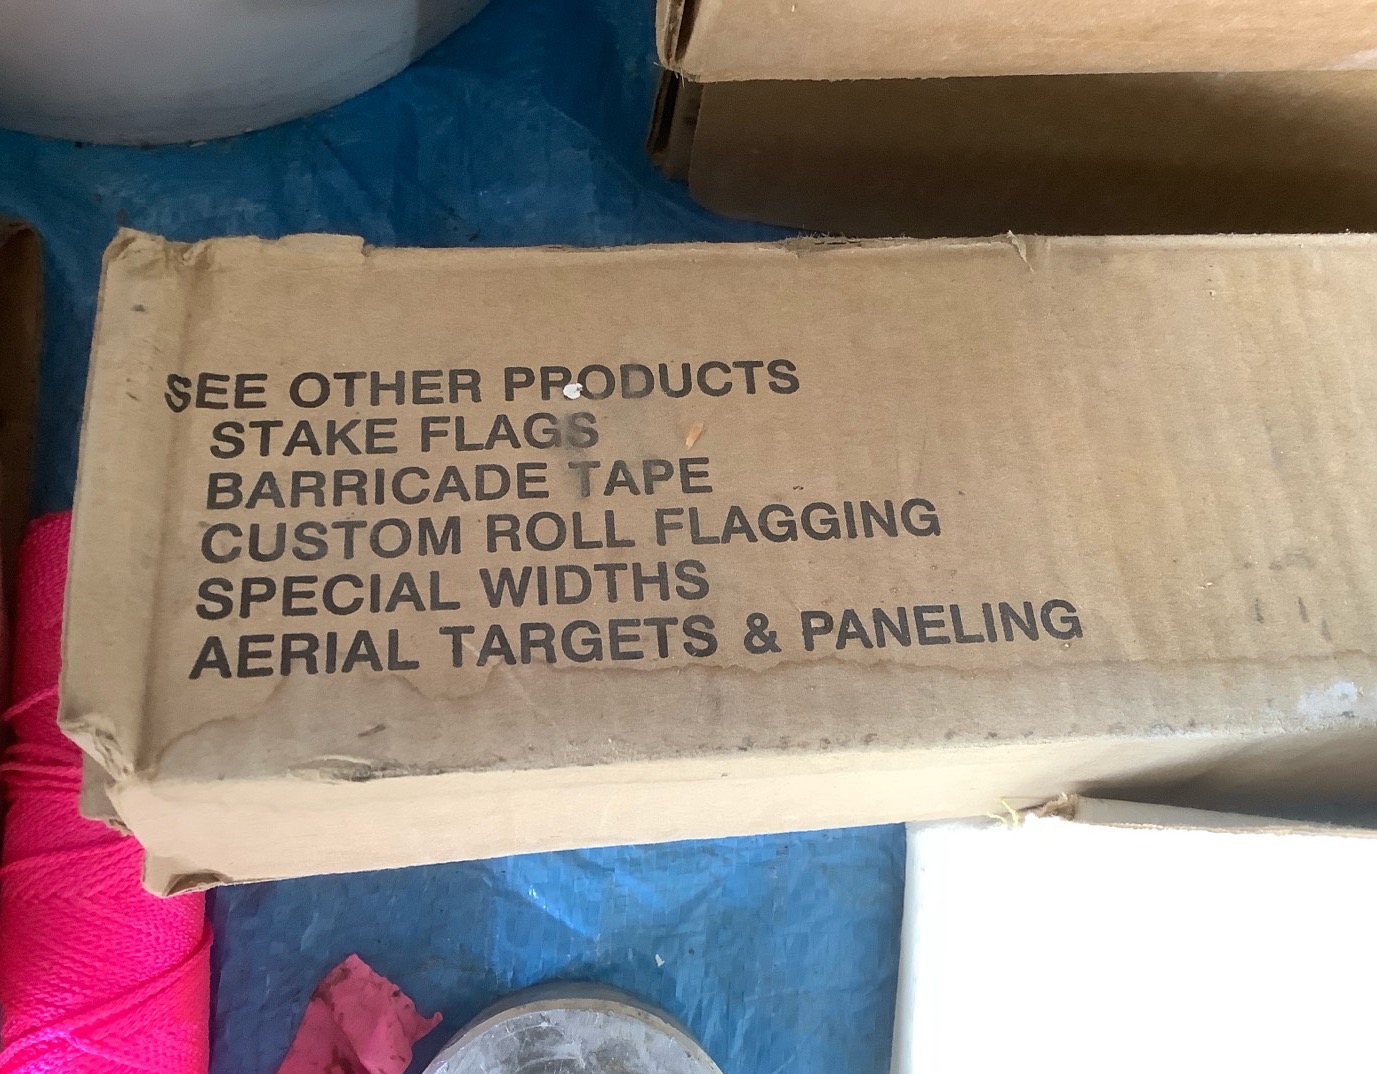 SEE OTHER PRODUCTS
STAKE FLAGS
BARRICADE TAPE
CUSTOM ROLL FLAGGING
SPECIAL WIDTHS
AERIAL TARGETS & PANELING